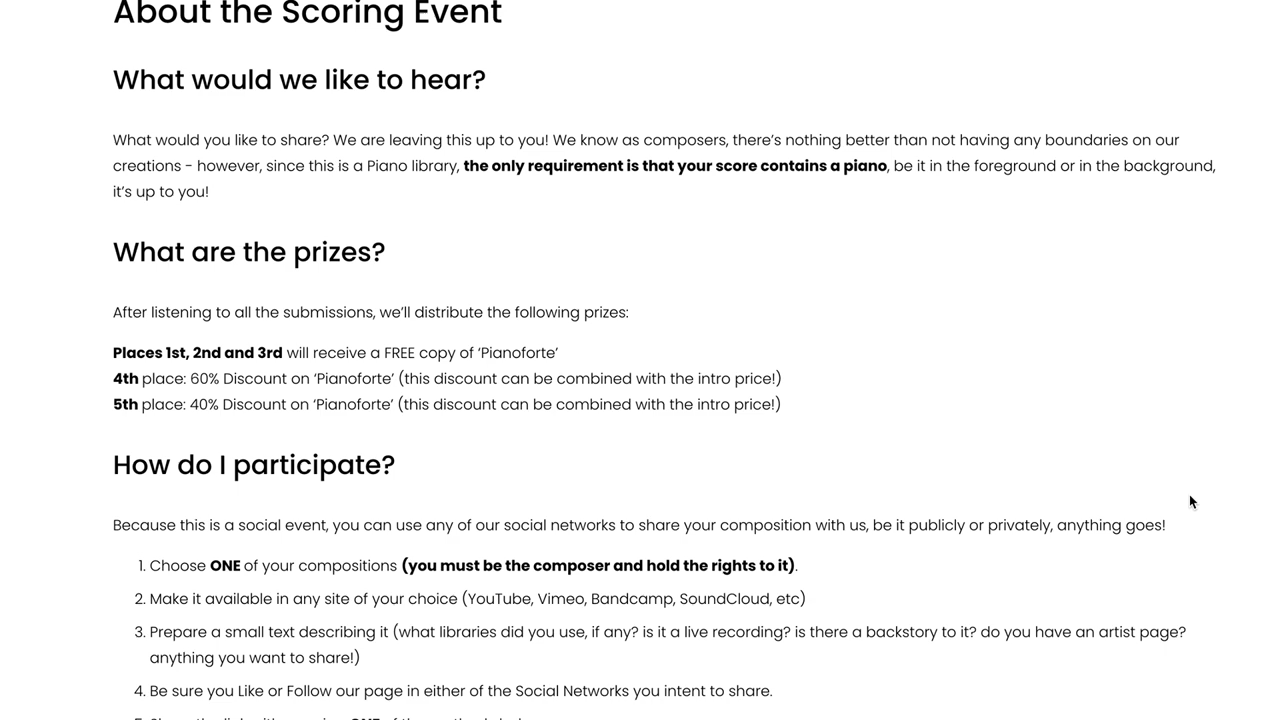 About the Scoring Event
What would we like to hear?
What would you like to share? We are leaving this up to you! We know as composers, there's nothing better than not having any boundaries on our
creations - however, since this is a Piano library, the only requirement is that your score contains a piano, be it in the foreground or in the background,
it's up to you!
What are the prizes?
After listening to all the submissions, we'll distribute the following prizes:
Places 1st, 2nd and 3rd will receive a FREE copy of ‘Pianoforte’
4th place: 60% Discount on ‘Pianoforte’ (this discount can be combined with the intro price!)
5th place: 40% Discount on ‘Pianoforte’ (this discount can be combined with the intro price!)
How do I participate?
Because this is a social event, you can use any of our social networks to share your composition with us, be it publicly or privately, anything goes!
1. Choose ONE of your compositions (you must be the composer and hold the rights to it).
2. Make it available in any site of your choice (YouTube, Vimeo, Bandcamp, SoundCloud, etc)
3. Prepare a small text describing it (what libraries did you use, if any? is it a live recording? is there a backstory to it? do you have an artist page?
anything you want to share!)
4. Be sure you Like or Follow our page in either of the Social Networks you intent to share.